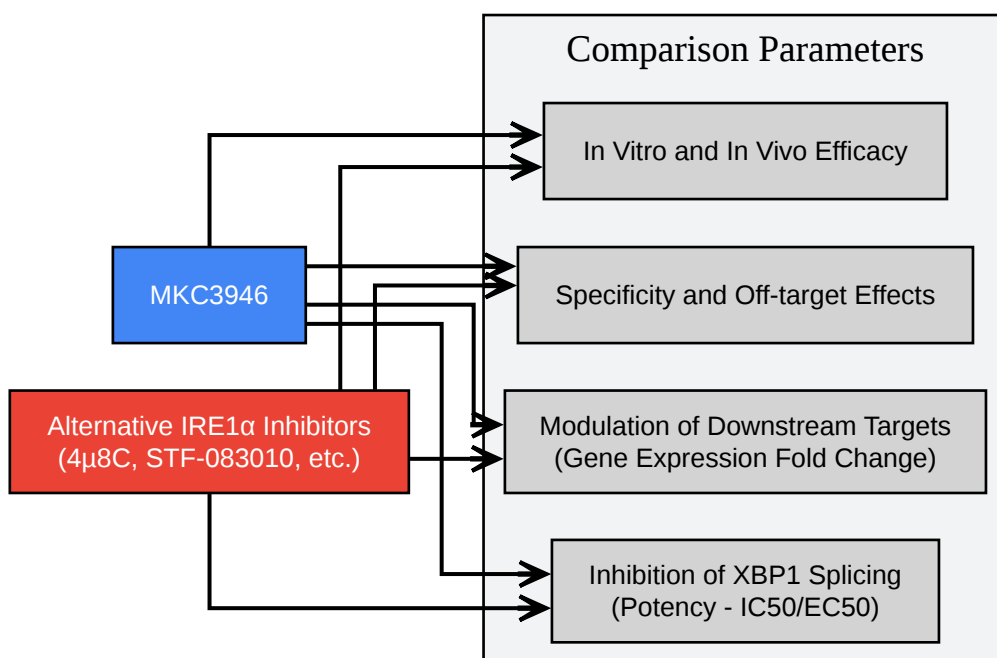 Comparison Parameters
In Vitro and In Vivo Efficacy
MKC3946
Specificity and Off-target Effects
Alternative IRE1α Inhibitors
(4µ8C, STF-083010, etc.)
Modulation of Downstream Targets
(Gene Expression Fold Change)
Inhibition of XBP1 Splicing
(Potency - IC50/EC50)